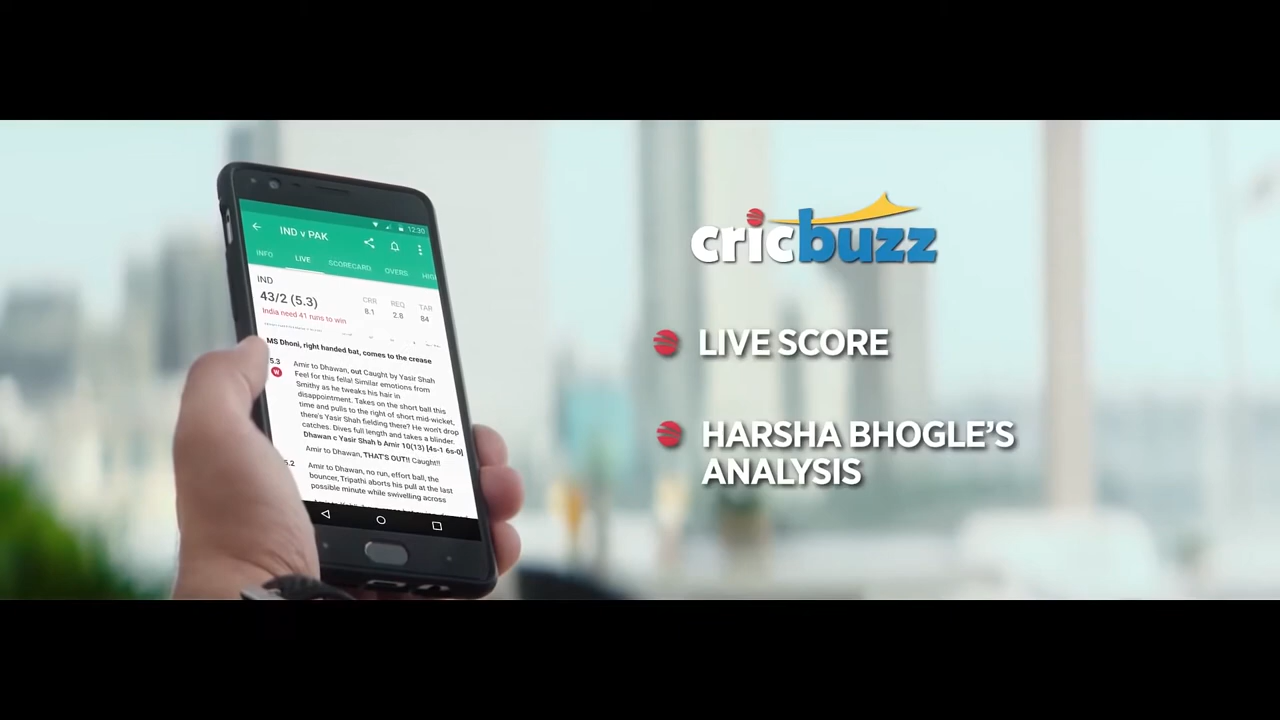 12:30
IND v PAK
INFO LIVE SCORECARD OVERS
IND
43/2 (5.3)
CRR REQ TAR
8.1 2.8 84
India need 41 runs to win
MS Dhoni, right handed bat, comes to the crease
5.3
W
Amir to Dhawan, out Caught by Yasir Shah
Feel for this fella! Similar emotions from
Smithy as he tweaks his hair in
disappointment. Takes on the short ball this
time and pulls to the right of short mid-wicket,
there's Yasir Shah fielding there? He won't drop
catches. Dives full length and takes a blinder.
Dhawan c Yasir Shah b Amir 10(13) [4s-1 6s-0]
Amir to Dhawan, THAT'S OUT!! Caught!!
5.2
Amir to Dhawan, no run, effort ball, the
bouncer, Tripathi aborts his pull at the last
possible minute while swivelling across
cricbuzz
LIVE SCORE
HARSHA BHOGLE'S
ANALYSIS